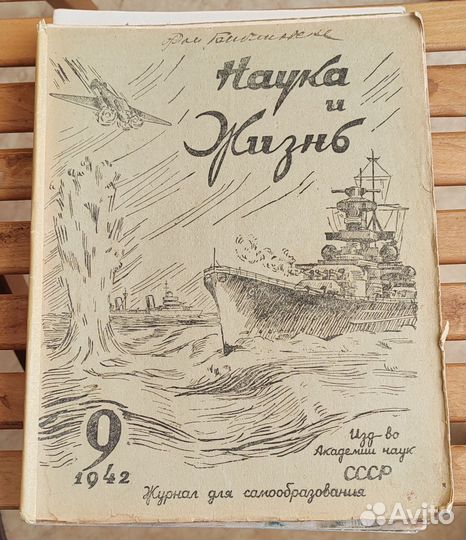 Наука
и
Жизнь
9
1942
Изд-во
Академии наук
СССР
Журнал для самообразования
Avito